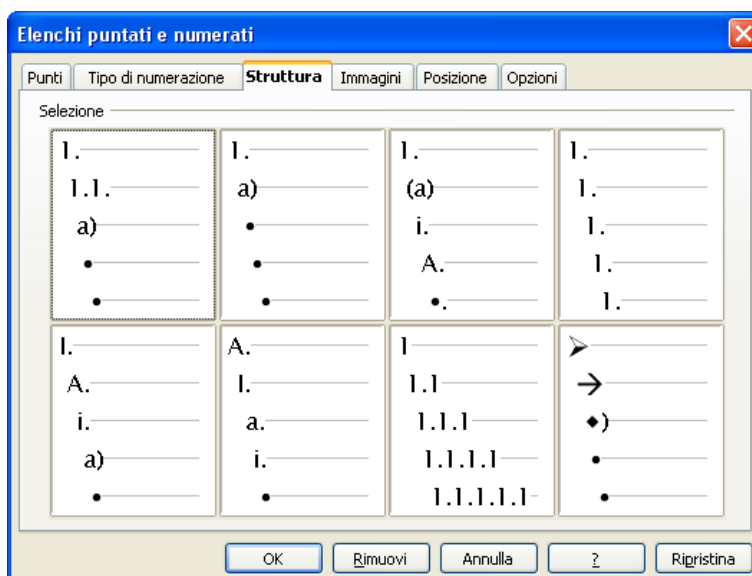 Elenchi puntati e numerati
Punti Tipo di numerazione Struttura Immagini Posizione Opzioni
Selezione
1.
1.1.
a)
•
•
1.
a)
•
•
•
1.
(a)
i.
A.
•.
1.
1.
1.
1.
1.
I.
A.
i.
a)
•
A.
I.
a.
i.
•
1
1.1
1.1.1
1.1.1.1
1.1.1.1.1
➢
→
◆)
•
•
OK Rimuovi Annulla ? Ripristina